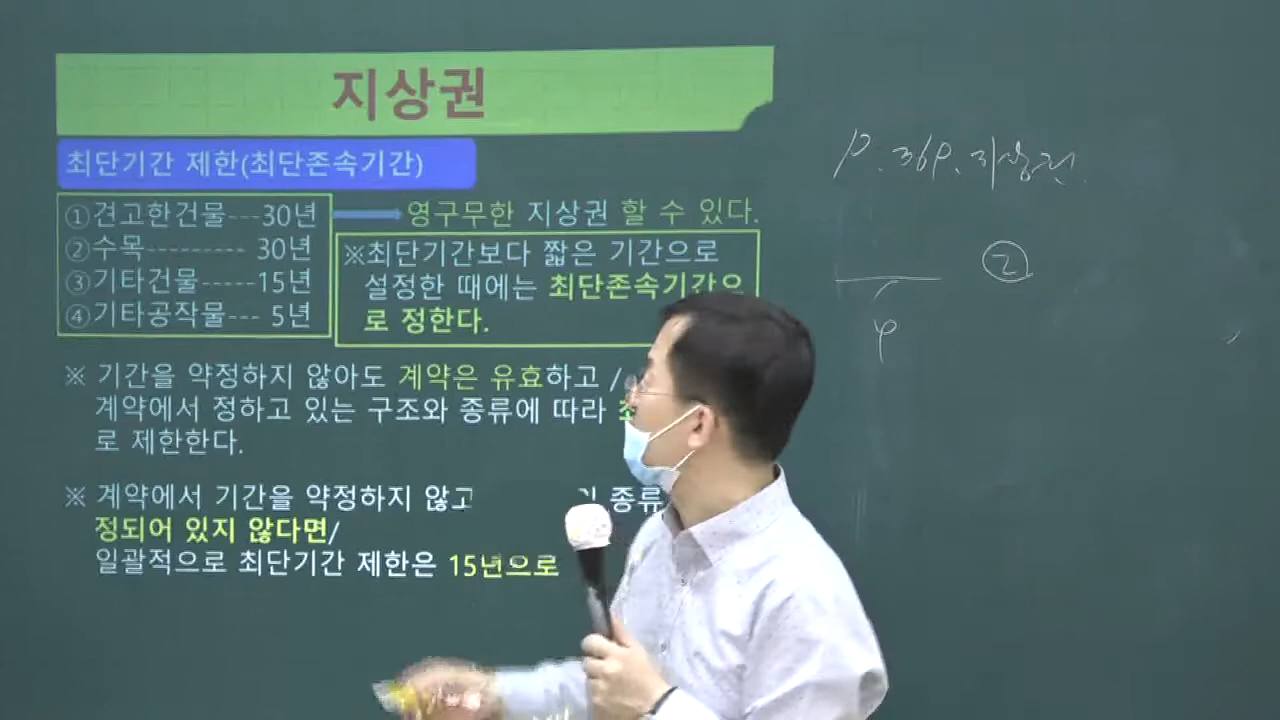 지상권
최단기간 제한(최단존속기간)
①견고한건물---30년
②수목--------- 30년
③기타건물-----15년
④기타공작물--- 5년
영구무한 지상권 할 수 있다.
※최단기간보다 짧은 기간으로
설정한 때에는 최단존속기간으
로 정한다.
※ 기간을 약정하지 않아도 계약은 유효하고 /
계약에서 정하고 있는 구조와 종류에 따라
로 제한한다.
※ 계약에서 기간을 약정하지 않고 종류
정되어 있지 않다면/
일괄적으로 최단기간 제한은 15년으로
P. 36P. 지상권.
②